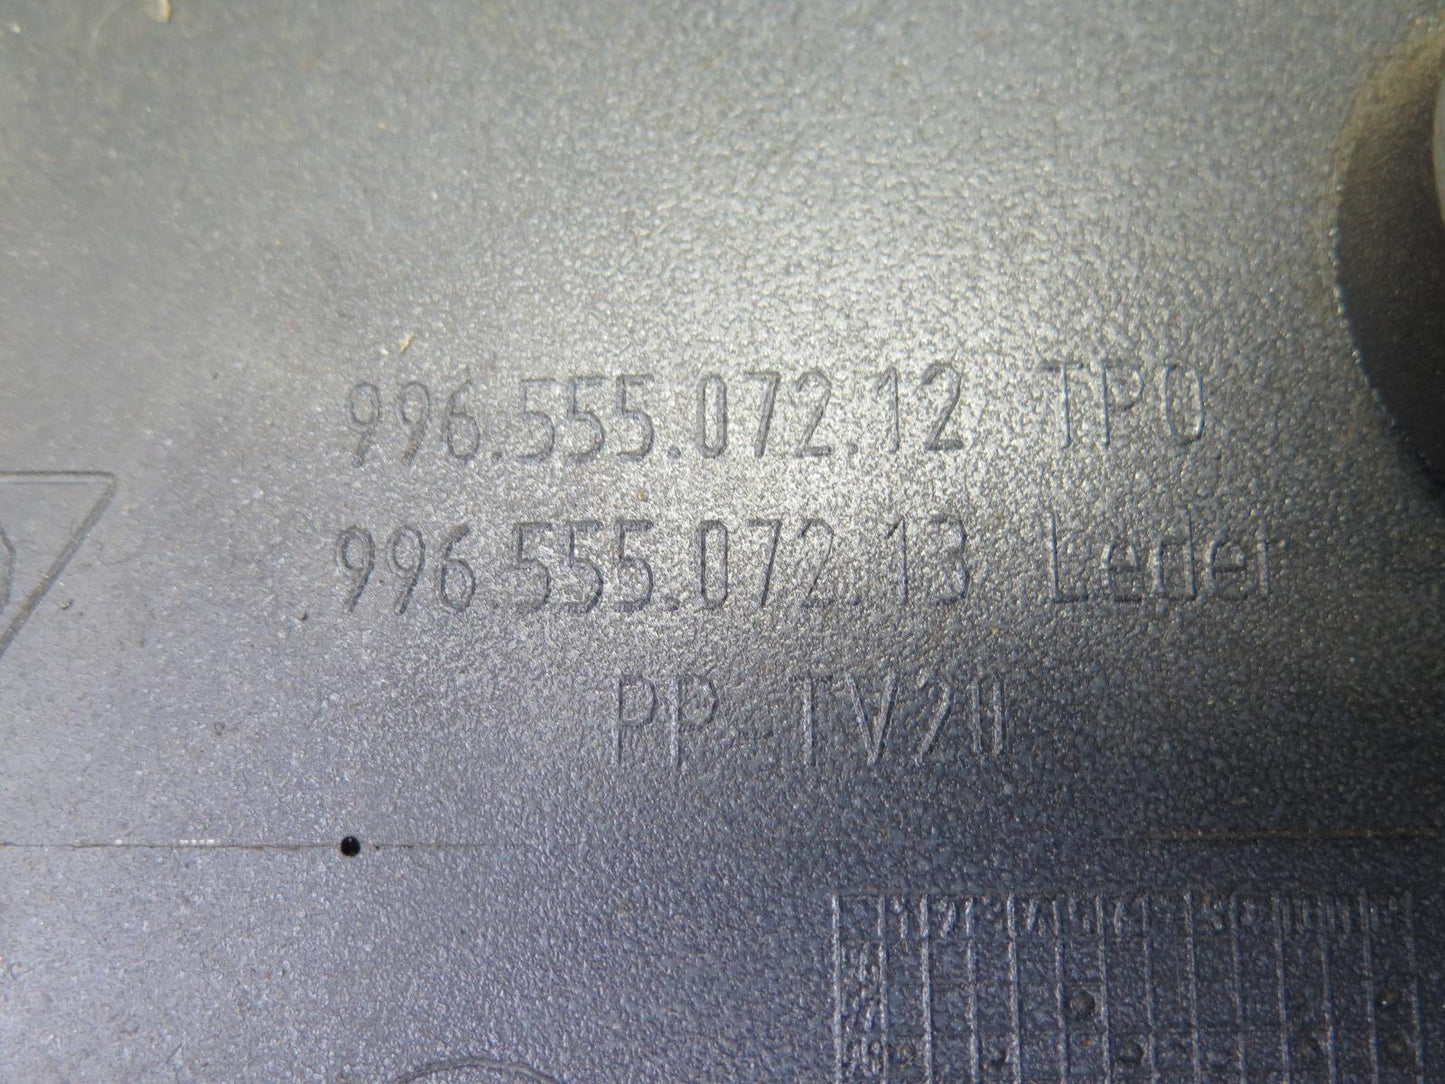 996.555.072.12 TPO
996.555.072.13 Leder
PP TV20